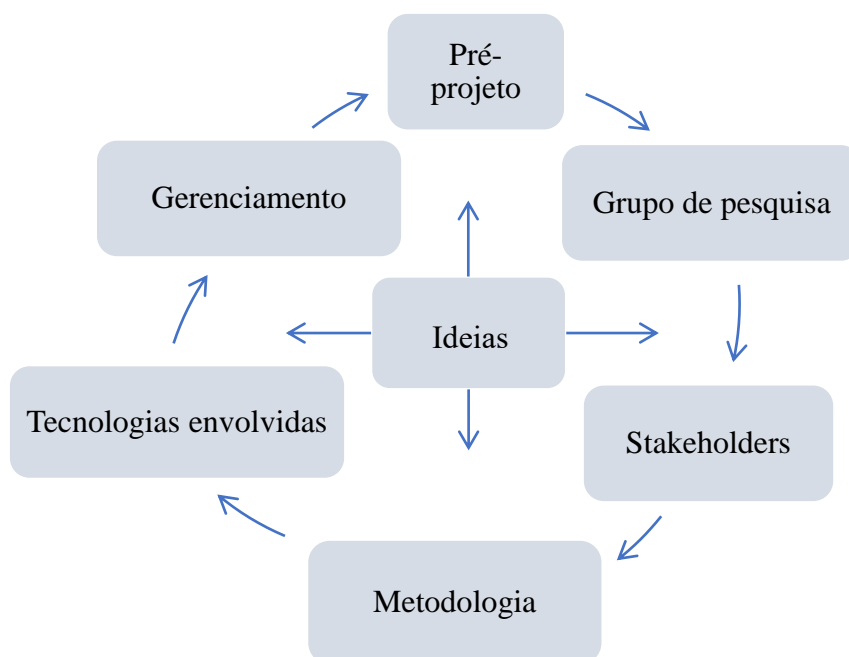 Pré-
projeto
Gerenciamento
Grupo de pesquisa
Ideias
Tecnologias envolvidas
Stakeholders
Metodologia